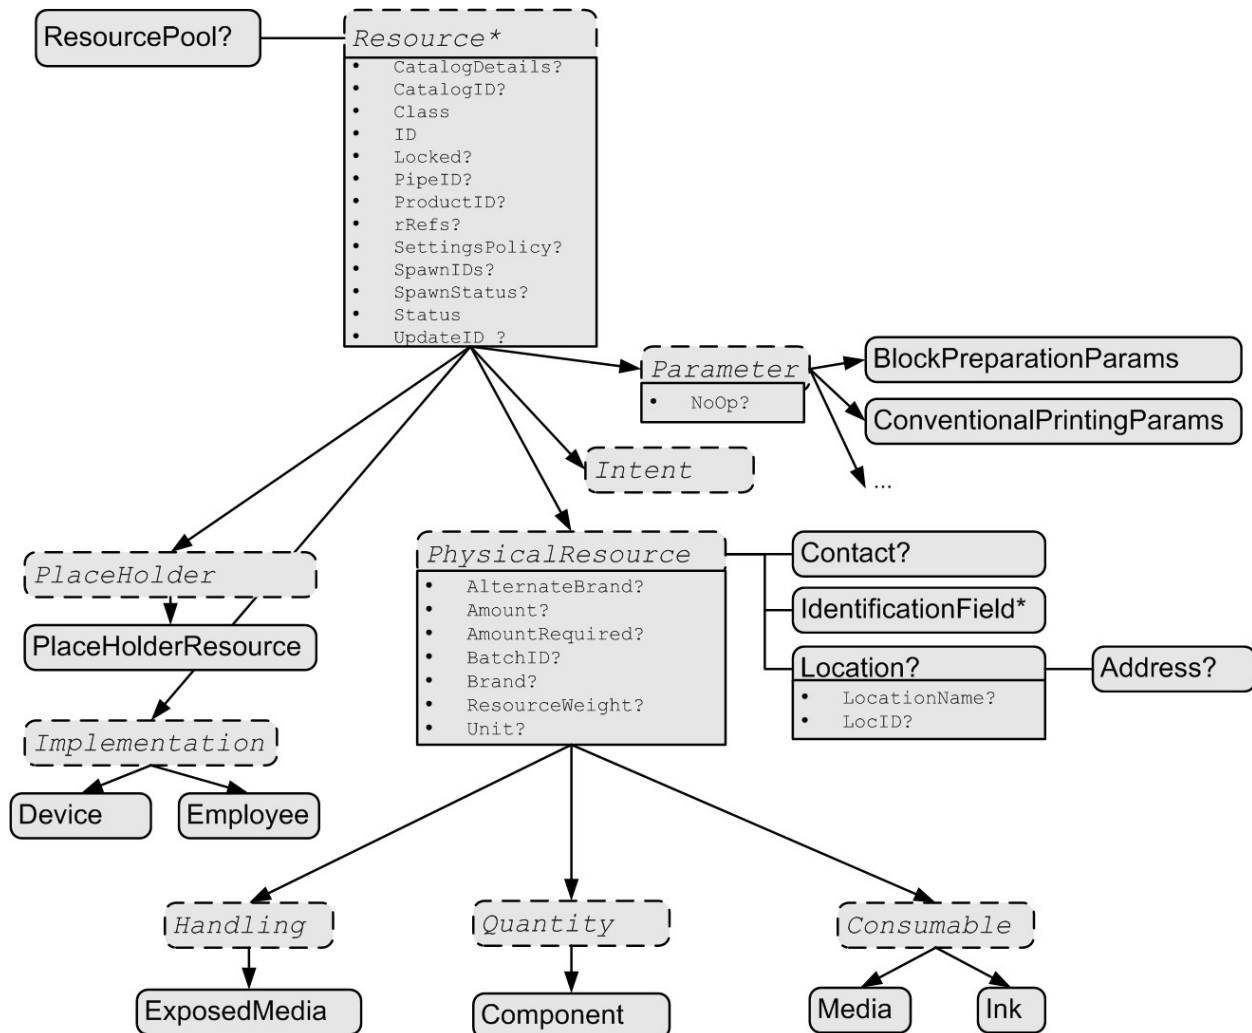 ResourcePool?
Resource*
• CatalogDetails?
• CatalogID?
• Class
• ID
• Locked?
• PipeID?
• ProductID?
• rRefs?
• SettingsPolicy?
• SpawnIDs?
• SpawnStatus?
• Status
• UpdateID ?
Parameter
• NoOp?
BlockPreparationParams
ConventionalPrintingParams
...
Intent
PlaceHolder
PlaceHolderResource
Implementation
Device
Employee
PhysicalResource
• AlternateBrand?
• Amount?
• AmountRequired?
• BatchID?
• Brand?
• ResourceWeight?
• Unit?
Contact?
IdentificationField*
Location?
• LocationName?
• LocID?
Address?
Handling
ExposedMedia
Quantity
Component
Consumable
Media
Ink